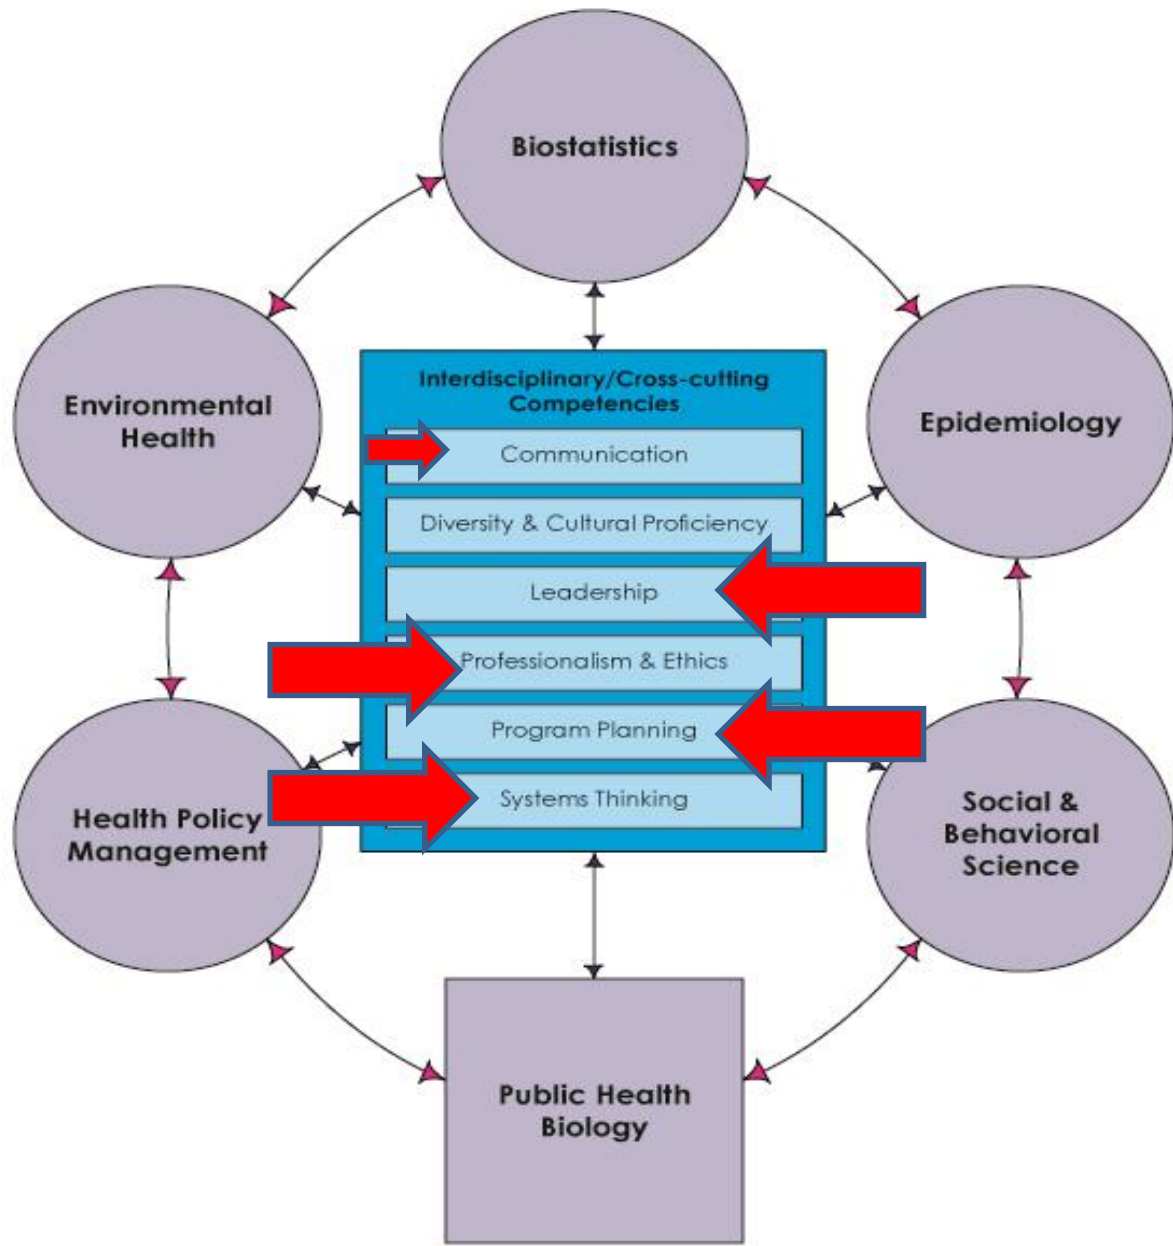 Biostatistics
Environmental
Health
Interdisciplinary/Cross-cutting
Competencies
Epidemiology
Communication
Diversity & Cultural Proficiency
Leadership
Professionalism & Ethics
Program Planning
Systems Thinking
Health Policy
Management
Social &
Behavioral
Science
Public Health
Biology